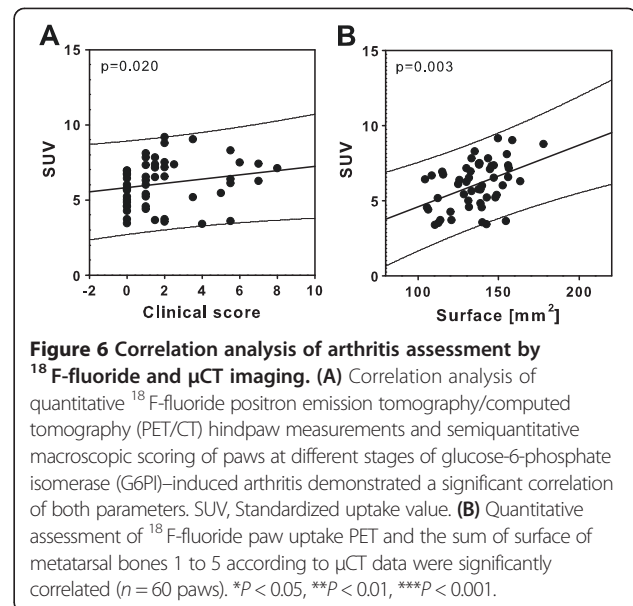 A
B
15
p=0.020
10
SUV
5
0
-2 0 2 4 6 8 10
Clinical score
15
p=0.003
10
SUV
5
0
100 150 200
Surface [mm²]
Figure 6 Correlation analysis of arthritis assessment by
¹⁸F-fluoride and μCT imaging. (A) Correlation analysis of
quantitative ¹⁸F-fluoride positron emission tomography/computed
tomography (PET/CT) hindpaw measurements and semiquantitative
macroscopic scoring of paws at different stages of glucose-6-phosphate
isomerase (G6PI)–induced arthritis demonstrated a significant correlation
of both parameters. SUV, Standardized uptake value. (B) Quantitative
assessment of ¹⁸F-fluoride paw uptake PET and the sum of surface of
metatarsal bones 1 to 5 according to μCT data were significantly
correlated (n = 60 paws). *P < 0.05, **P < 0.01, ***P < 0.001.